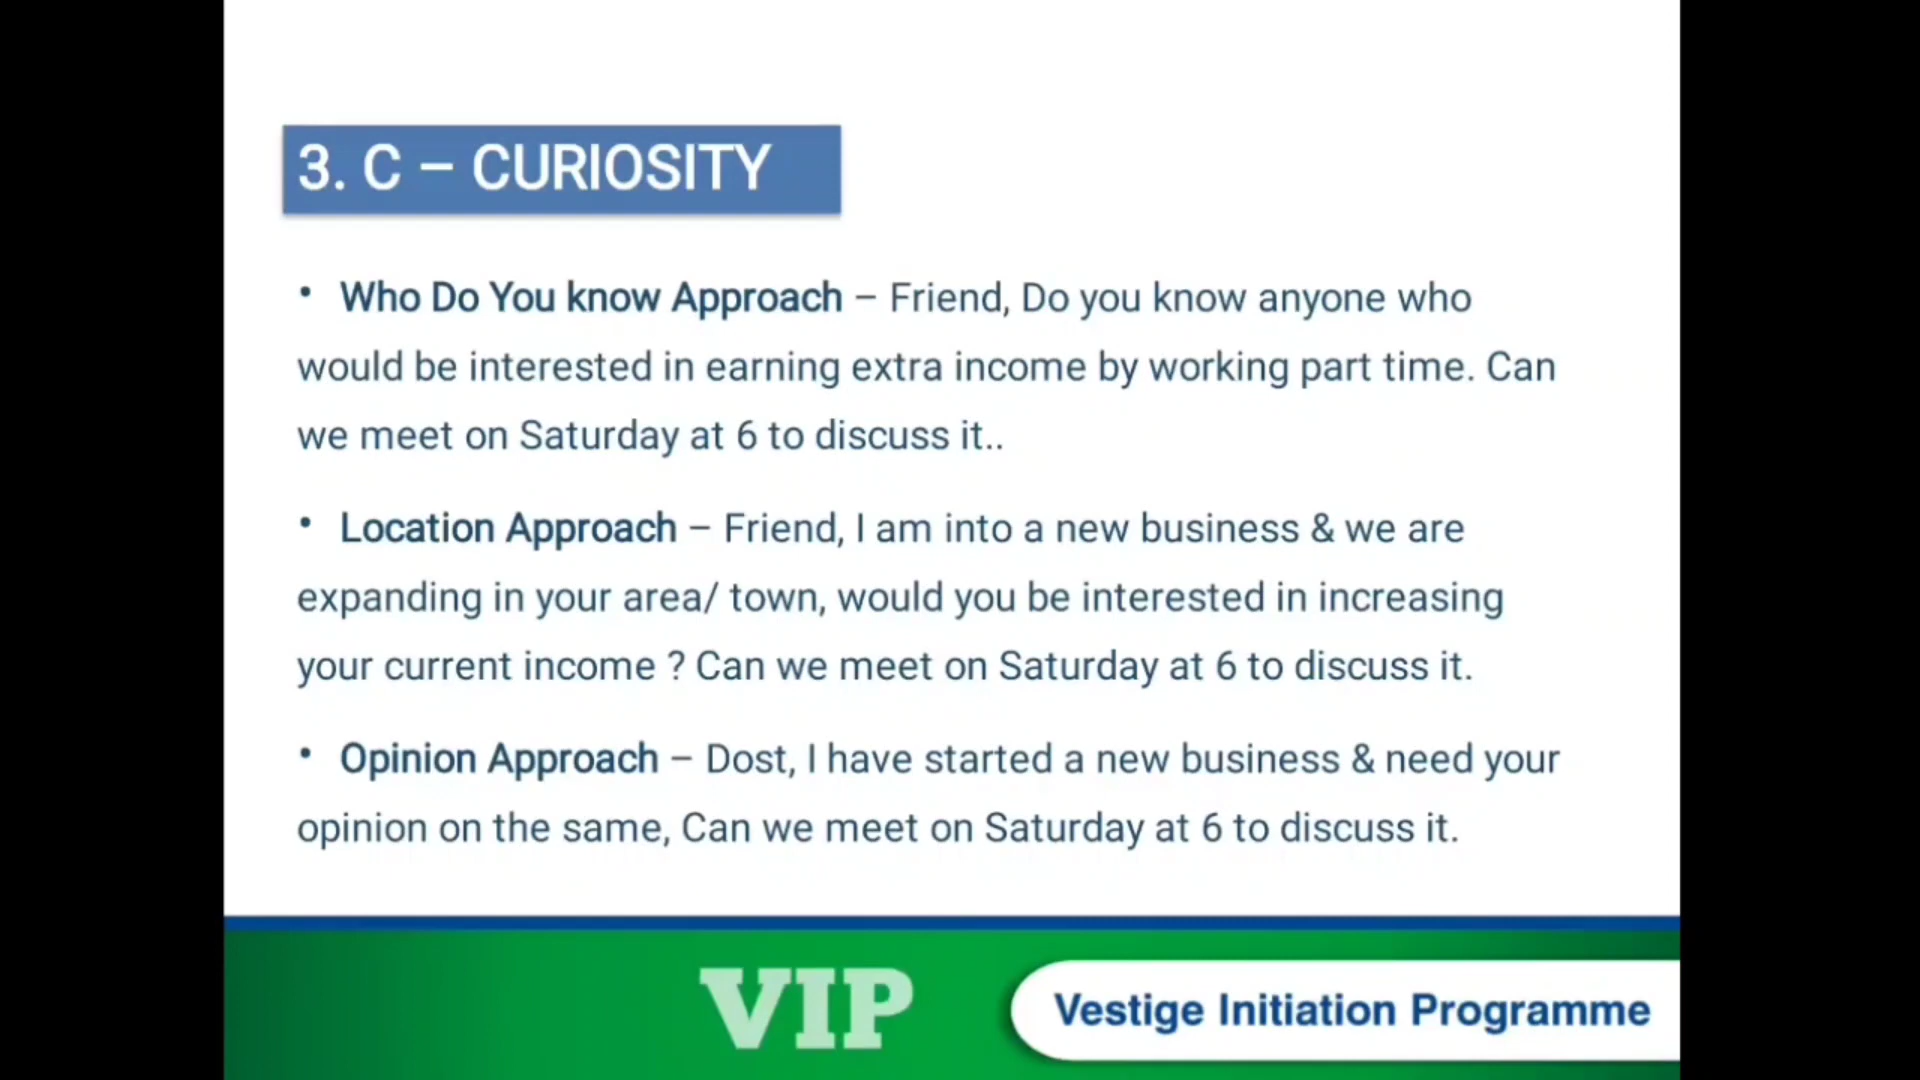 3. C – CURIOSITY
• Who Do You know Approach – Friend, Do you know anyone who
would be interested in earning extra income by working part time. Can
we meet on Saturday at 6 to discuss it..
• Location Approach – Friend, I am into a new business & we are
expanding in your area/ town, would you be interested in increasing
your current income ? Can we meet on Saturday at 6 to discuss it.
• Opinion Approach – Dost, I have started a new business & need your
opinion on the same, Can we meet on Saturday at 6 to discuss it.
VIP
Vestige Initiation Programme